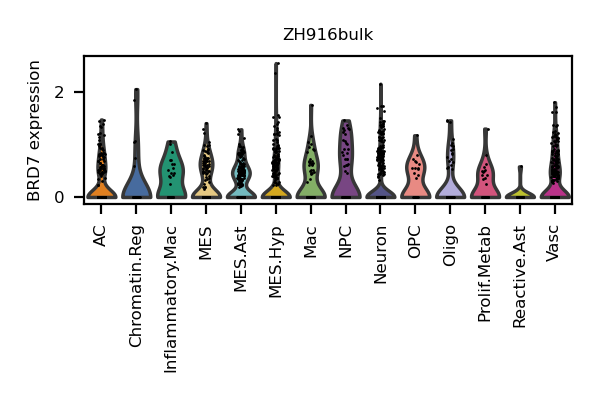 ZH916bulk
BRD7 expression
2
0
AC
Chromatin.Reg
Inflammatory.Mac
MES
MES.Ast
MES.Hyp
Mac
NPC
Neuron
OPC
Oligo
Prolif.Metab
Reactive.Ast
Vasc